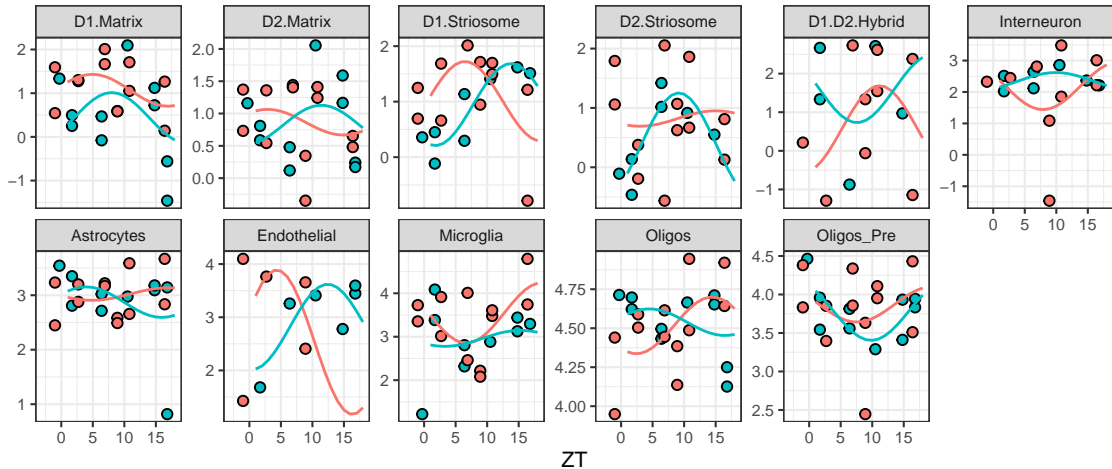 D1.Matrix D2.Matrix D1.Striosome D2.Striosome D1.D2.Hybrid Interneuron
2 1 0 −1
2.0 1.5 1.0 0.5 0.0
2 1 0
2 1 0
2 1 0 −1
3 2 1 0 −1
Astrocytes Endothelial Microglia Oligos Oligos_Pre
3 2 1
4 3 2
4 3 2
4.75 4.50 4.25 4.00
4.5 4.0 3.5 3.0 2.5
0 5 10 15 0 5 10 15 0 5 10 15 0 5 10 15 0 5 10 15 0 5 10 15
ZT